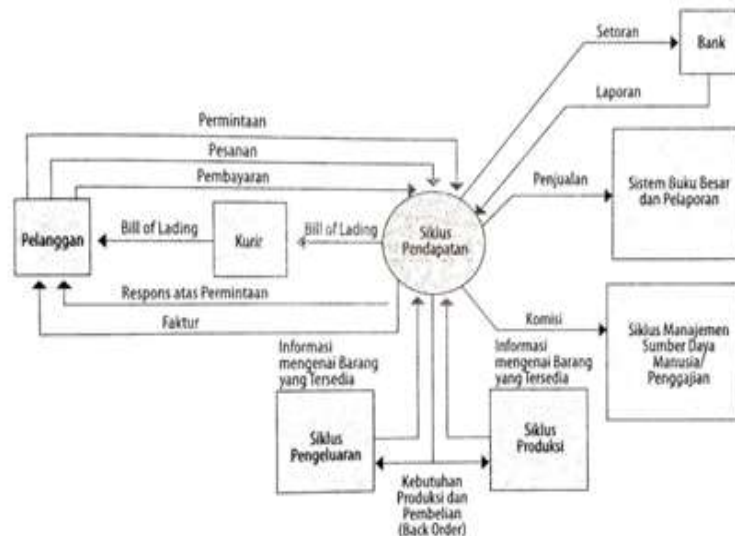 Setoran
Bank
Laporan
Permintaan
Pesanan
Pembayaran
Penjualan
Sistem Buku Besar
dan Pelaporan
Pelanggan
Bill of Lading
Kurir
Bill of Lading
Siklus
Pendapatan
Respons atas Permintaan
Faktur
Komisi
Siklus Manajemen
Sumber Daya
Manusia/
Penggajian
Informasi
mengenai Barang
yang Tersedia
Informasi
mengenai Barang
yang Tersedia
Siklus
Pengeluaran
Siklus
Produksi
Kebutuhan
Produksi dan
Pembelian
(Back Order)